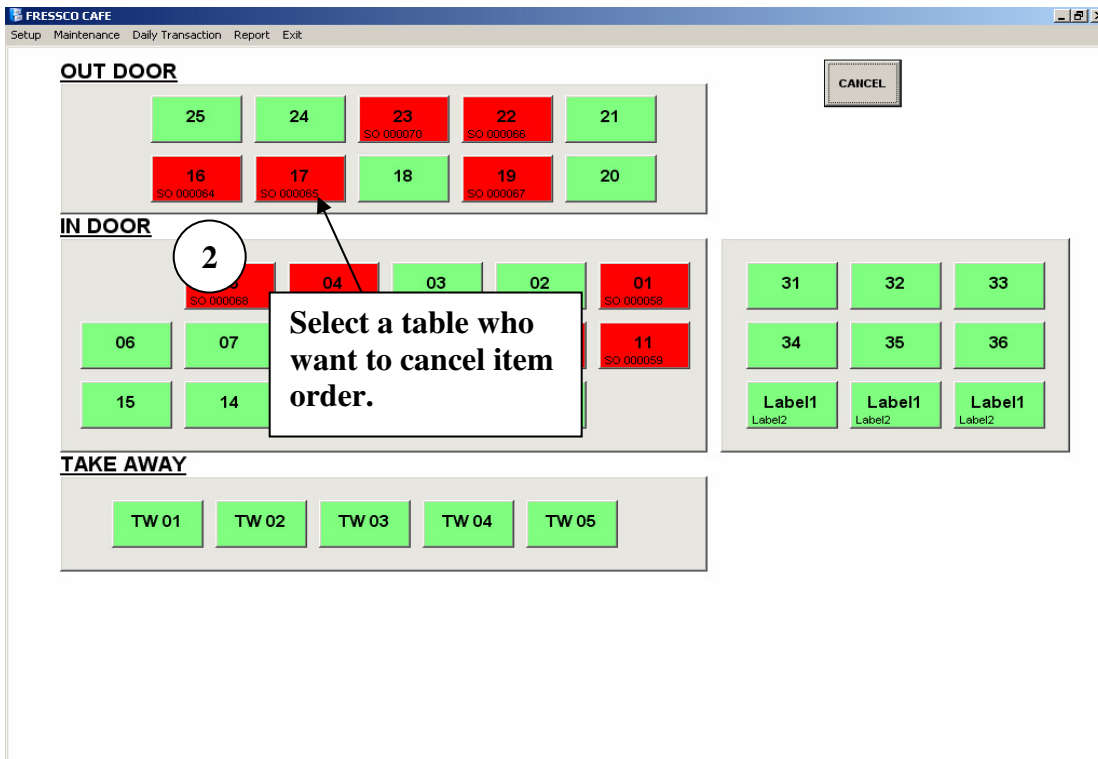 FRESSCO CAFE
Setup Maintenance Daily Transaction Report Exit
OUT DOOR
CANCEL
25 24 23 22 21
SO 000070 SO 000066
16 17 18 19 20
SO 000064 SO 000065 SO 000067
IN DOOR
2
04 03 02 01
SO 000068 SO 000058
31 32 33
Select a table who
want to cancel item
order.
06 07 11
SO 000059
34 35 36
15 14
Label1 Label1 Label1
Label2 Label2 Label2
TAKE AWAY
TW 01 TW 02 TW 03 TW 04 TW 05